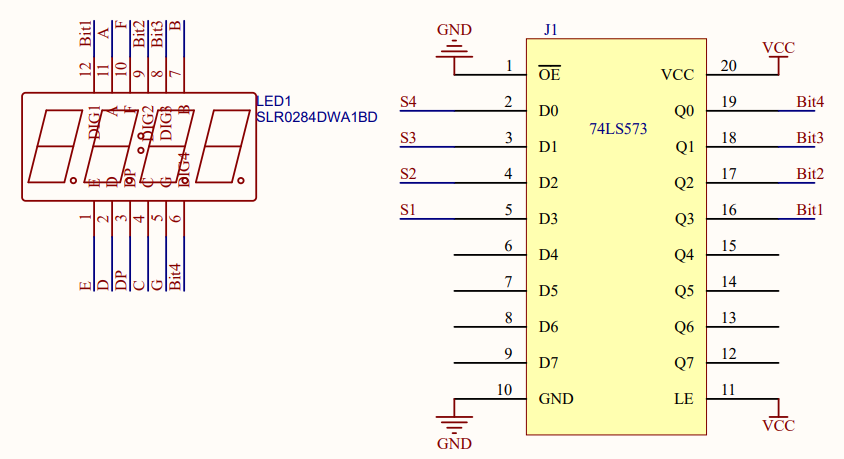 Bit1 A F Bit2 Bit3 B
12 11 10 9 8 7
LED1
SLR0284DWA1BD
DIG1 A F DIG2 DIG3 B
E D DP C G DIG4
1 2 3 4 5 6
E D DP C G Bit4
J1
GND
VCC
1 OE VCC 20
S4 2 D0 Q0 19 Bit4
74LS573
S3 3 D1 Q1 18 Bit3
S2 4 D2 Q2 17 Bit2
S1 5 D3 Q3 16 Bit1
6 D4 Q4 15
7 D5 Q5 14
8 D6 Q6 13
9 D7 Q7 12
10 GND LE 11
GND
VCC